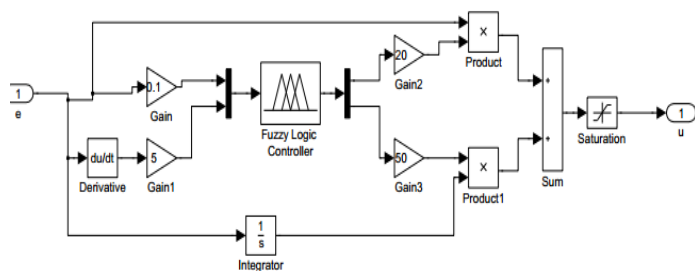 1
e
0.1
Gain
du/dt
Derivative
5
Gain1
Fuzzy Logic
Controller
20
Gain2
50
Gain3
x
Product
x
Product1
1
s
Integrator
+
+
Sum
Saturation
1
u